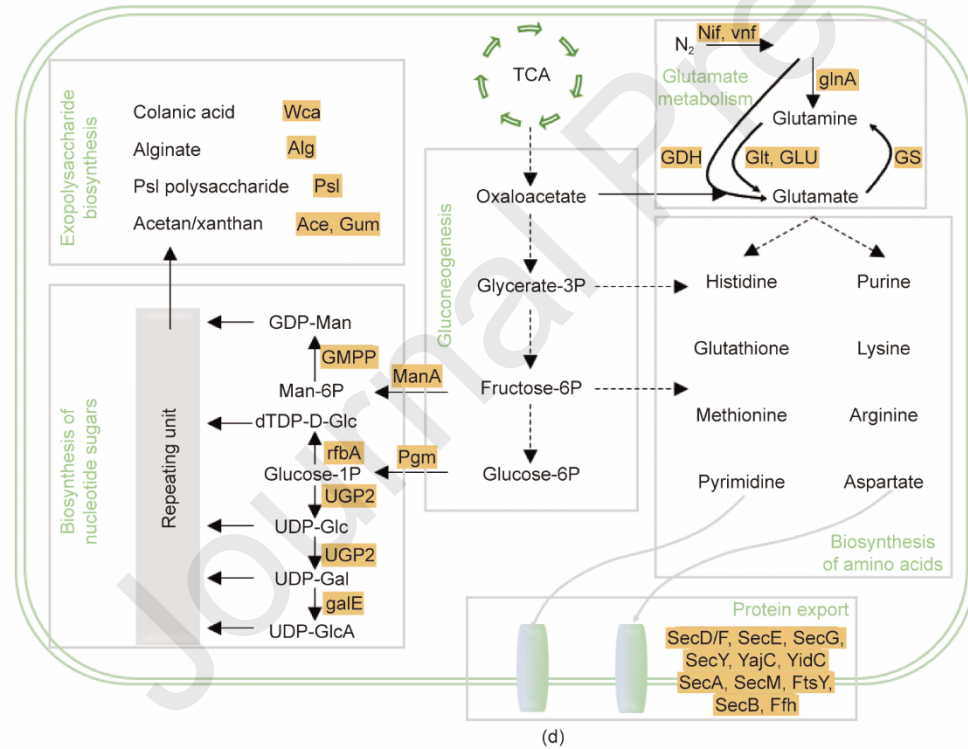 Exopolysaccharide
biosynthesis
Colanic acid Wca
Alginate Alg
Psl polysaccharide Psl
Acetan/xanthan Ace, Gum
TCA
N2 Nif, vnf
Glutamate
metabolism
glnA
Glutamine
GDH Glt, GLU GS
Glutamate
Gluconeogenesis
Oxaloacetate
Glycerate-3P
Fructose-6P
Glucose-6P
Histidine Purine
Glutathione Lysine
Methionine Arginine
Pyrimidine Aspartate
Biosynthesis
of amino acids
Biosynthesis of
nucleotide sugars
Repeating unit
GDP-Man
GMPP
Man-6P
ManA
dTDP-D-Glc
rfbA
Glucose-1P
Pgm
UGP2
UDP-Glc
UGP2
UDP-Gal
galE
UDP-GlcA
Protein export
SecD/F, SecE, SecG,
SecY, YajC, YidC
SecA, SecM, FtsY,
SecB, Ffh
(d)
Journal Pre